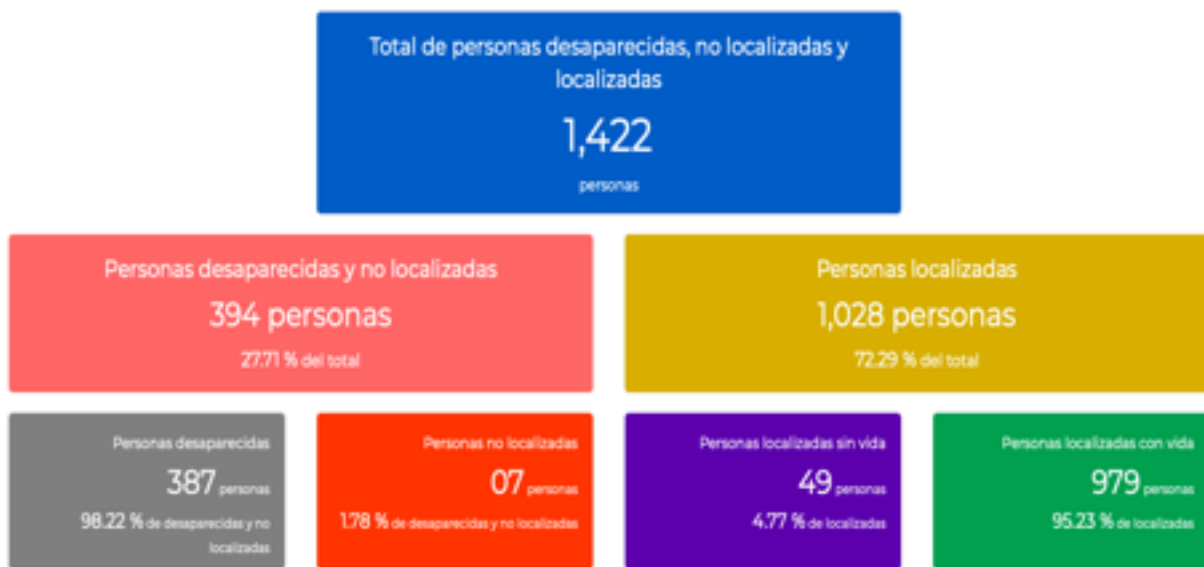 Total de personas desaparecidas, no localizadas y
localizadas
1,422
personas
Personas desaparecidas y no localizadas
394 personas
27.71 % del total
Personas localizadas
1,028 personas
72.29 % del total
Personas desaparecidas
387 personas
98.22 % de desaparecidas y no
localizadas
Personas no localizadas
07 personas
1.78 % de desaparecidas y no localizadas
Personas localizadas sin vida
49 personas
4.77 % de localizadas
Personas localizadas con vida
979 personas
95.23 % de localizadas